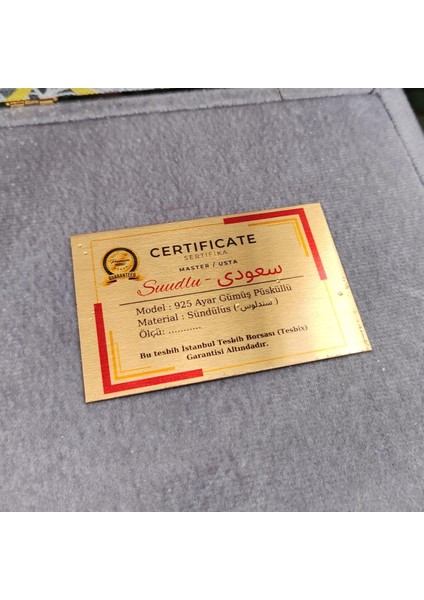 GUARANTEED
CERTIFICATE
SERTIFIKA
MASTER / USTA
Suudlu - سعودی
Model : 925 Ayar Gümüş Püsküllü
Material : Sündülus (سندلوس)
Ölçü: ...........
Bu tesbih İstanbul Tesbih Borsası (Tesbix)
Garantisi Altındadır.